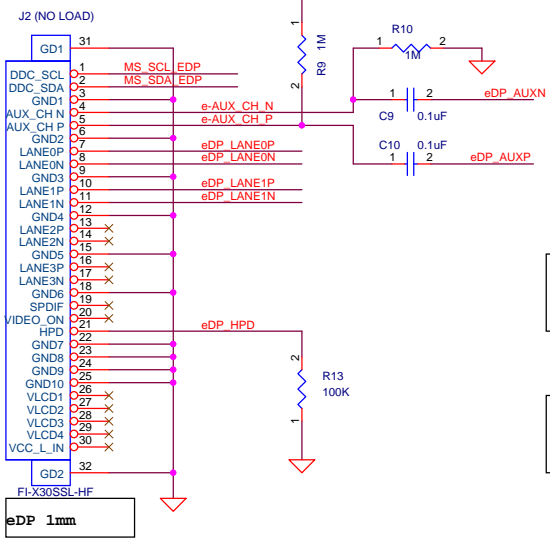 J2 (NO LOAD)
GD1 31
DDC_SCL 1 MS_SCL_EDP
DDC_SDA 2 MS_SDA_EDP
GND1 3
AUX_CH N 4 e-AUX_CH_N
AUX_CH P 5 e-AUX_CH_P
GND2 6
LANE0P 7 eDP_LANE0P
LANE0N 8 eDP_LANE0N
GND3 9
LANE1P 10 eDP_LANE1P
LANE1N 11 eDP_LANE1N
GND4 12
LANE2P 13
LANE2N 14
GND5 15
LANE3P 16
LANE3N 17
GND6 18
SPDIF 19
VIDEO_ON 20
HPD 21 eDP_HPD
GND7 22
GND8 23
GND9 24
GND10 25
VLCD1 26
VLCD2 27
VLCD3 28
VLCD4 29
VCC_L_IN 30
GD2 32
FI-X30SSL-HF
eDP 1mm
1
R9 1M
2
R10
1 2
1M
1 2 eDP_AUXN
C9 0.1uF
C10 0.1uF
1 2 eDP_AUXP
2
R13
100K
1